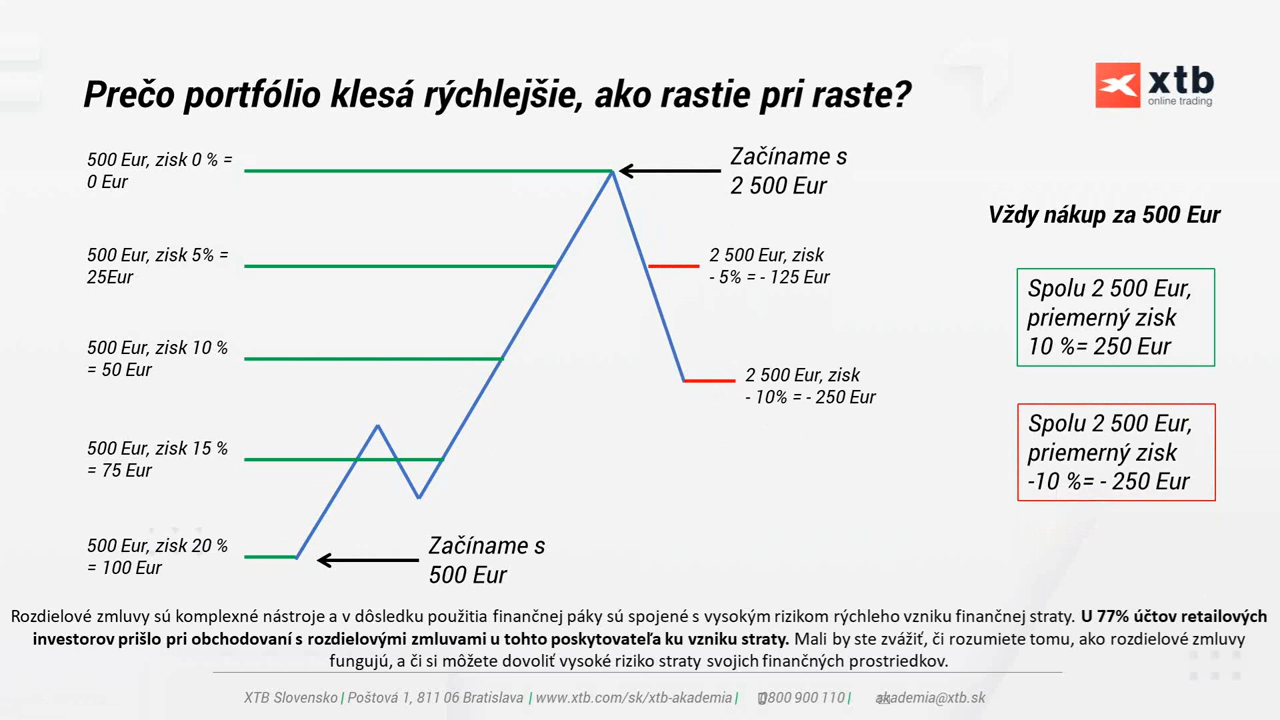 Prečo portfólio klesá rýchlejšie, ako rastie pri raste?
xtb
online trading
500 Eur, zisk 0 % =
0 Eur
Začíname s
2 500 Eur
Vždy nákup za 500 Eur
500 Eur, zisk 5% =
25Eur
2 500 Eur, zisk
- 5% = - 125 Eur
Spolu 2 500 Eur,
priemerný zisk
10 %= 250 Eur
500 Eur, zisk 10 %
= 50 Eur
2 500 Eur, zisk
- 10% = - 250 Eur
Spolu 2 500 Eur,
priemerný zisk
-10 %= - 250 Eur
500 Eur, zisk 15 %
= 75 Eur
500 Eur, zisk 20 %
= 100 Eur
Začíname s
500 Eur
Rozdielové zmluvy sú komplexné nástroje a v dôsledku použitia finančnej páky sú spojené s vysokým rizikom rýchleho vzniku finančnej straty. U 77% účtov retailových
investorov prišlo pri obchodovaní s rozdielovými zmluvami u tohto poskytovateľa ku vzniku straty. Mali by ste zvážiť, či rozumiete tomu, ako rozdielové zmluvy
fungujú, a či si môžete dovoliť vysoké riziko straty svojich finančných prostriedkov.
XTB Slovensko | Poštová 1, 811 06 Bratislava | www.xtb.com/sk/xtb-akademia | 0800 900 110 | akademia@xtb.sk